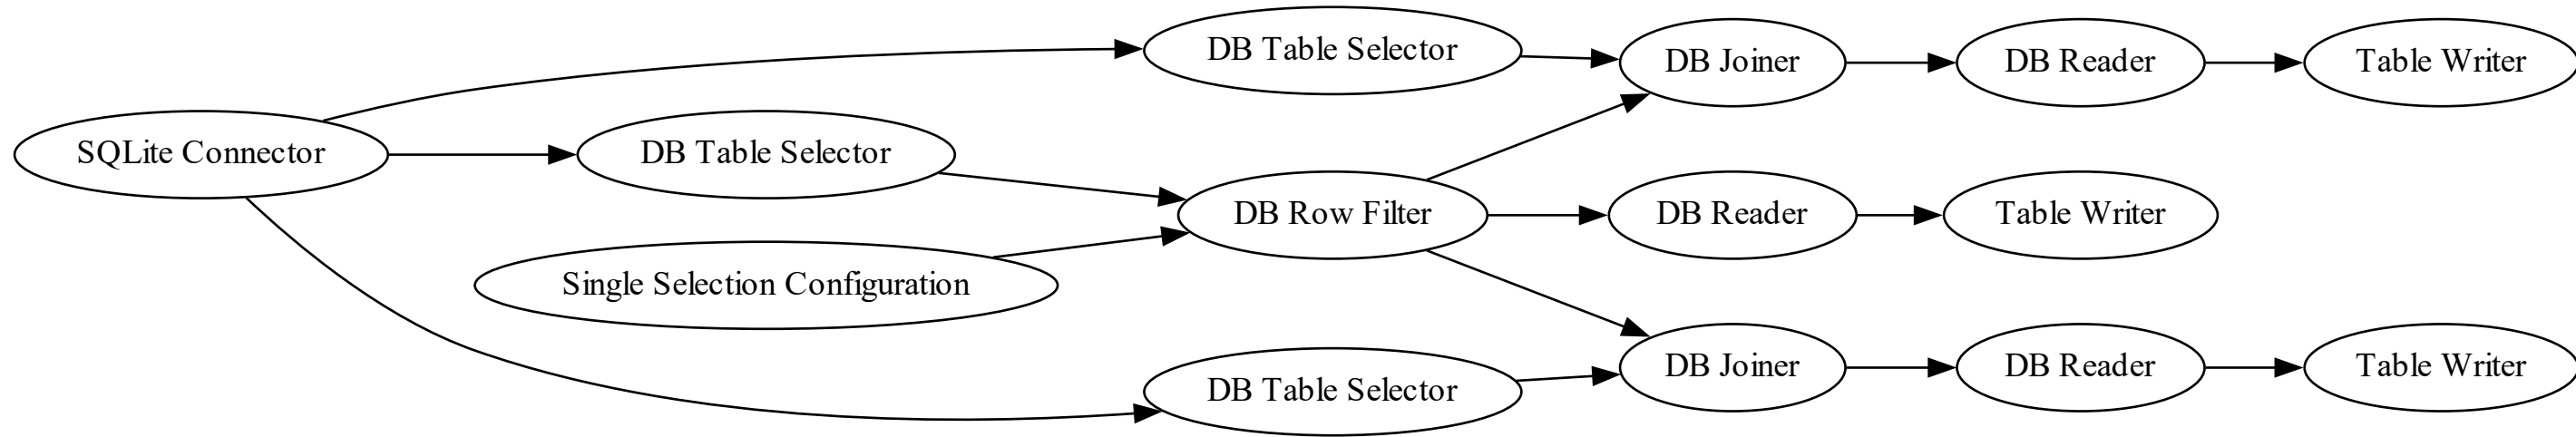 DB Table Selector
DB Joiner
DB Reader
Table Writer
SQLite Connector
DB Table Selector
DB Row Filter
DB Reader
Table Writer
Single Selection Configuration
DB Table Selector
DB Joiner
DB Reader
Table Writer